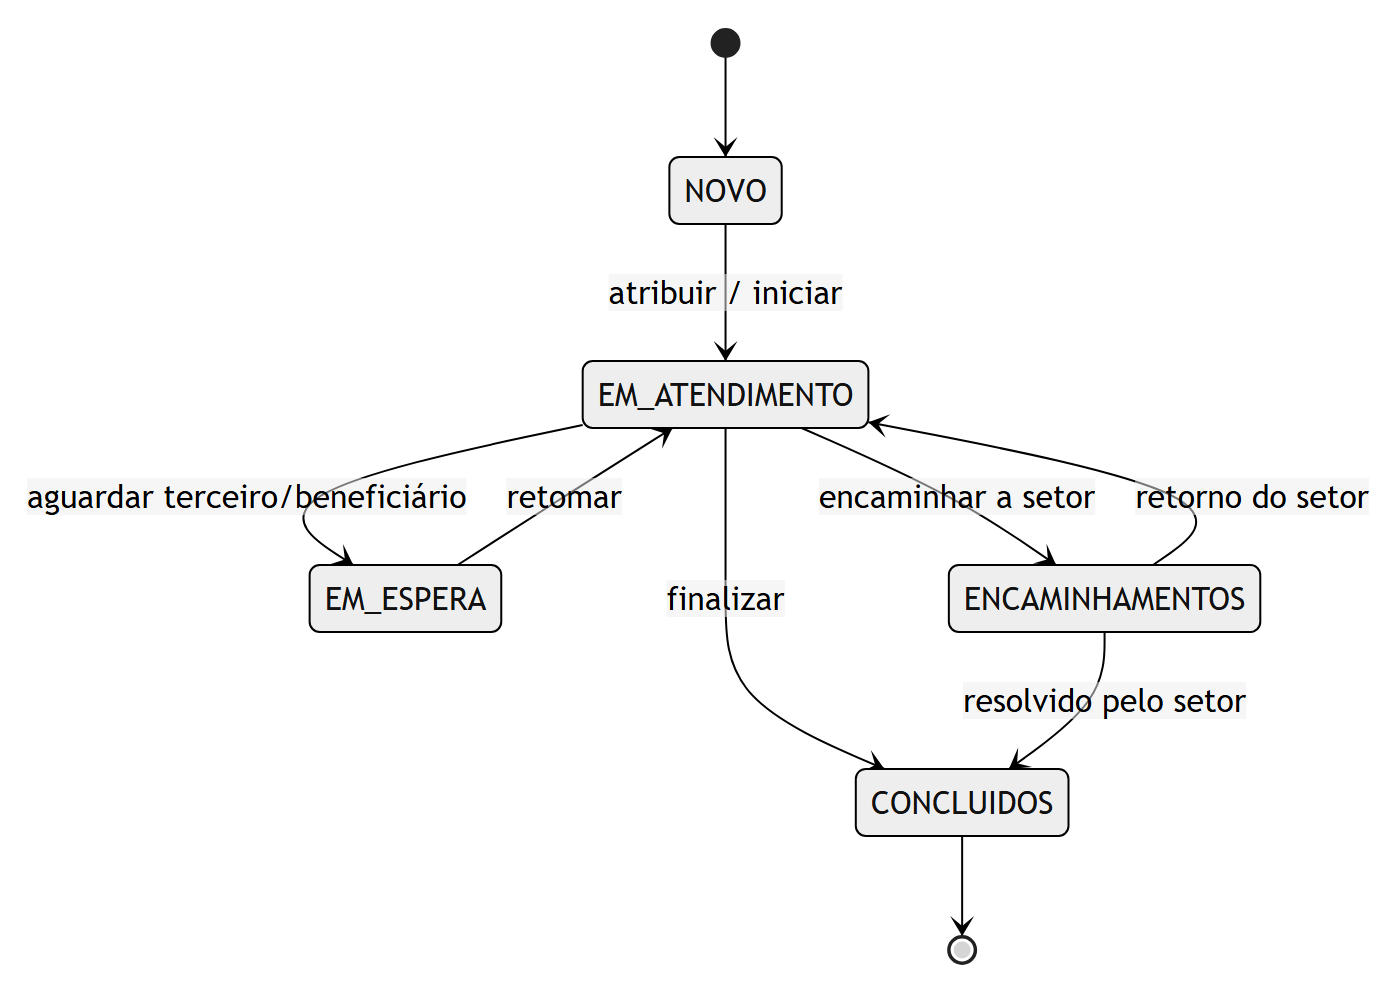 NOVO
atribuir / iniciar
EM_ATENDIMENTO
aguardar terceiro/beneficiário
retomar
encaminhar a setor
retorno do setor
EM_ESPERA
finalizar
ENCAMINHAMENTOS
resolvido pelo setor
CONCLUIDOS